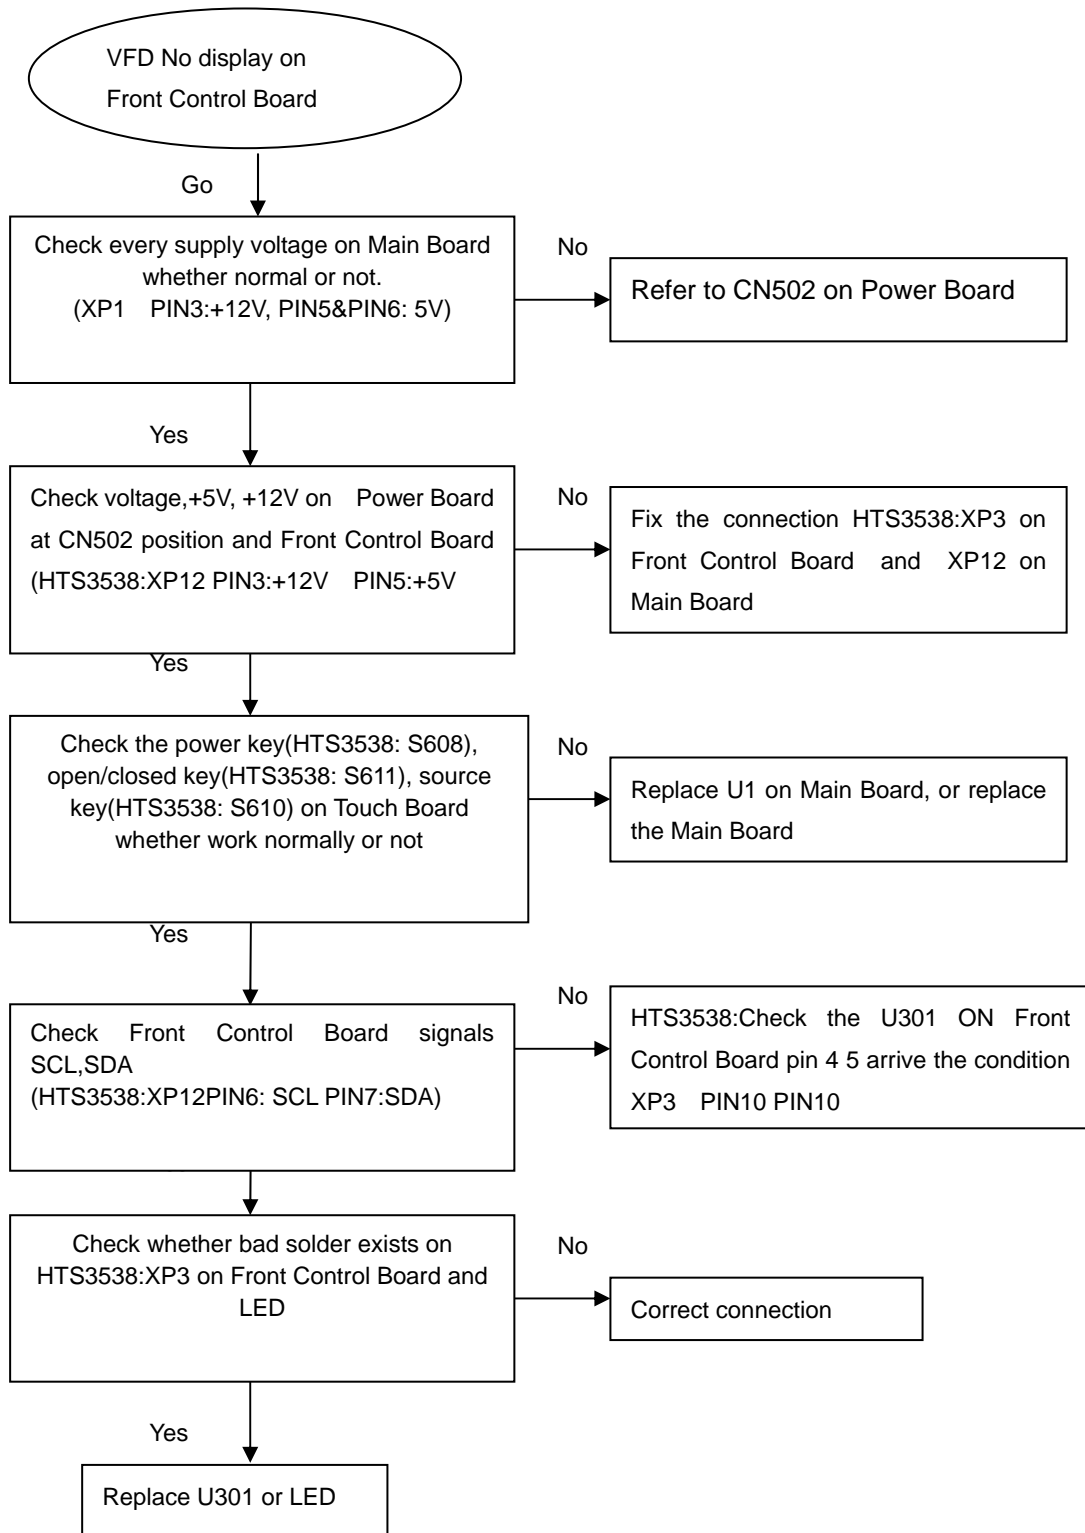 VFD No display on
Front Control Board
Go
Check every supply voltage on Main Board
whether normal or not.
(XP1 PIN3:+12V, PIN5&PIN6: 5V)
No
Refer to CN502 on Power Board
Yes
Check voltage,+5V, +12V on Power Board
at CN502 position and Front Control Board
(HTS3538:XP12 PIN3:+12V PIN5:+5V
No
Fix the connection HTS3538:XP3 on
Front Control Board and XP12 on
Main Board
Yes
Check the power key(HTS3538: S608),
open/closed key(HTS3538: S611), source
key(HTS3538: S610) on Touch Board
whether work normally or not
No
Replace U1 on Main Board, or replace
the Main Board
Yes
Check Front Control Board signals
SCL,SDA
(HTS3538:XP12PIN6: SCL PIN7:SDA)
No
HTS3538:Check the U301 ON Front
Control Board pin 4 5 arrive the condition
XP3 PIN10 PIN10
Check whether bad solder exists on
HTS3538:XP3 on Front Control Board and
LED
No
Correct connection
Yes
Replace U301 or LED